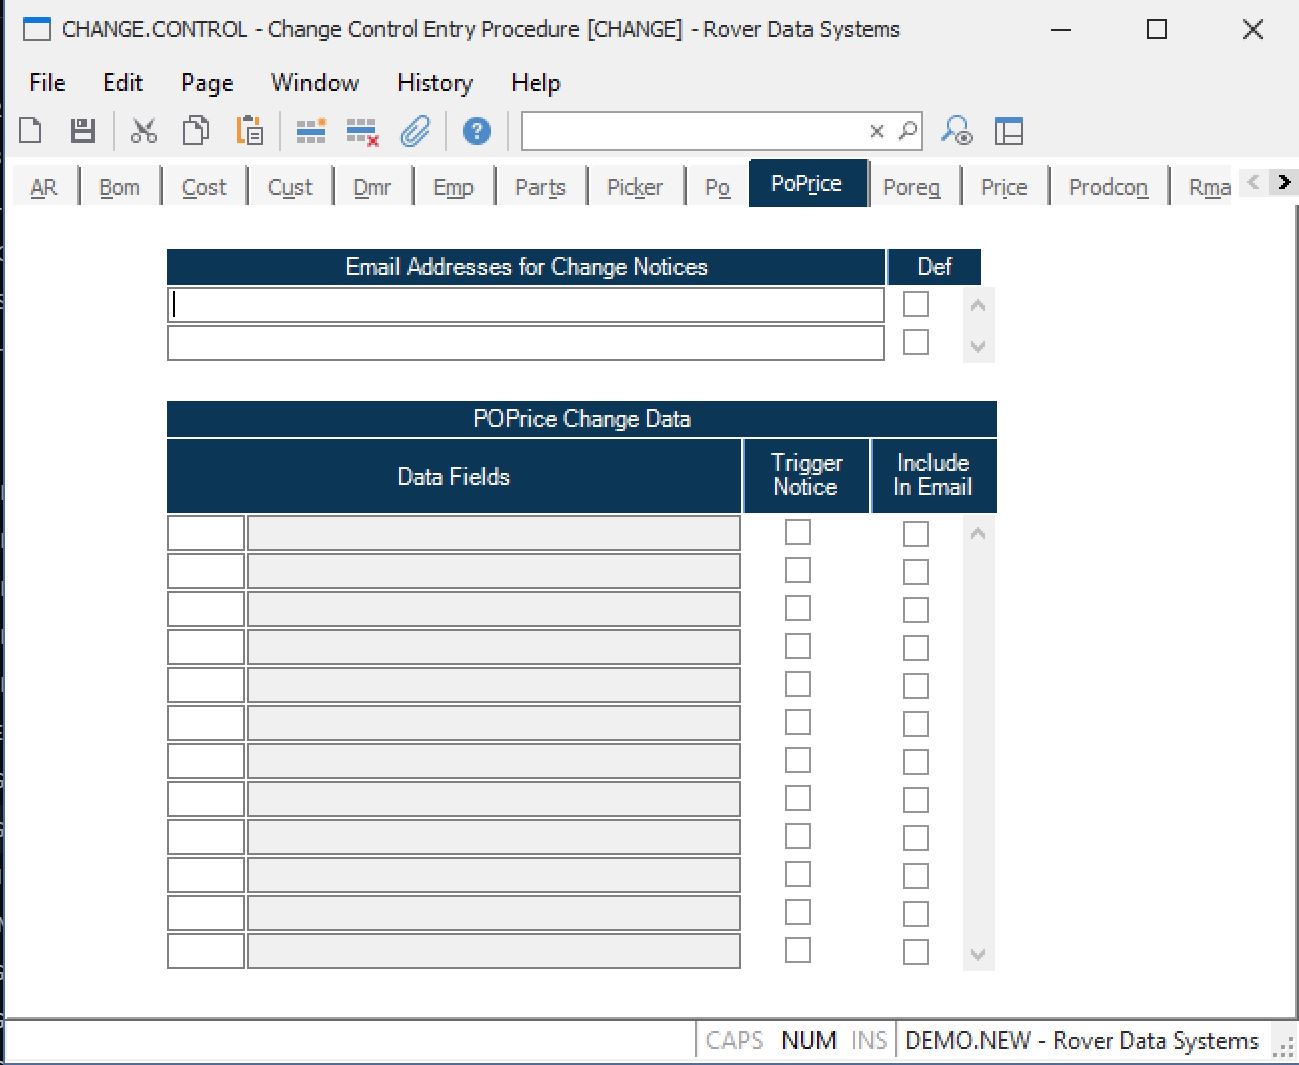 CHANGE.CONTROL - Change Control Entry Procedure [CHANGE] - Rover Data Systems
File Edit Page Window History Help
AR Bom Cost Cust Dmr Emp Parts Picker Po PoPrice Poreg Price Prodcon Rma
Email Addresses for Change Notices Def
POPrice Change Data
Data Fields Trigger Notice Include In Email
CAPS NUM INS DEMO.NEW - Rover Data Systems